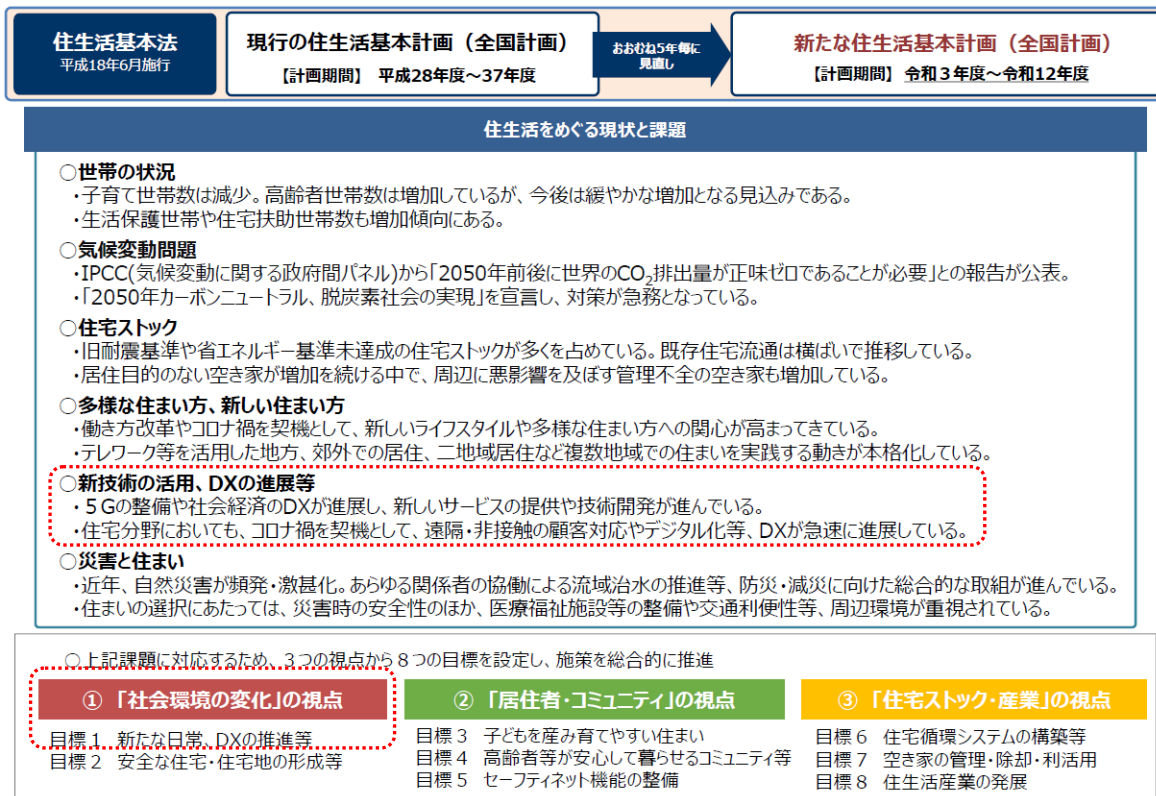 住生活基本法
平成18年6月施行
現行の住生活基本計画（全国計画）
【計画期間】 平成28年度～37年度
おおむね5年毎に
見直し
新たな住生活基本計画（全国計画）
【計画期間】 令和３年度～令和12年度
住生活をめぐる現状と課題
○世帯の状況
・子育て世帯数は減少。高齢者世帯数は増加しているが、今後は緩やかな増加となる見込みである。
・生活保護世帯や住宅扶助世帯数も増加傾向にある。
○気候変動問題
・IPCC(気候変動に関する政府間パネル)から「2050年前後に世界のCO₂排出量が正味ゼロであることが必要」との報告が公表。
・「2050年カーボンニュートラル、脱炭素社会の実現」を宣言し、対策が急務となっている。
○住宅ストック
・旧耐震基準や省エネルギー基準未達成の住宅ストックが多くを占めている。既存住宅流通は横ばいで推移している。
・居住目的のない空き家が増加を続ける中で、周辺に悪影響を及ぼす管理不全の空き家も増加している。
○多様な住まい方、新しい住まい方
・働き方改革やコロナ禍を契機として、新しいライフスタイルや多様な住まい方への関心が高まってきている。
・テレワーク等を活用した地方、郊外での居住、二地域居住など複数地域での住まいを実践する動きが本格化している。
○新技術の活用、DXの進展等
・５Gの整備や社会経済のDXが進展し、新しいサービスの提供や技術開発が進んでいる。
・住宅分野においても、コロナ禍を契機として、遠隔・非接触の顧客対応やデジタル化等、DXが急速に進展している。
○災害と住まい
・近年、自然災害が頻発・激甚化。あらゆる関係者の協働による流域治水の推進等、防災・減災に向けた総合的な取組が進んでいる。
・住まいの選択にあたっては、災害時の安全性のほか、医療福祉施設等の整備や交通利便性等、周辺環境が重視されている。
○上記課題に対応するため、３つの視点から８つの目標を設定し、施策を総合的に推進
① 「社会環境の変化」の視点
目標１ 新たな日常、DXの推進等
目標２ 安全な住宅・住宅地の形成等
② 「居住者・コミュニティ」の視点
目標３ 子どもを産み育てやすい住まい
目標４ 高齢者等が安心して暮らせるコミュニティ等
目標５ セーフティネット機能の整備
③ 「住宅ストック・産業」の視点
目標６ 住宅循環システムの構築等
目標７ 空き家の管理・除却・利活用
目標８ 住生活産業の発展